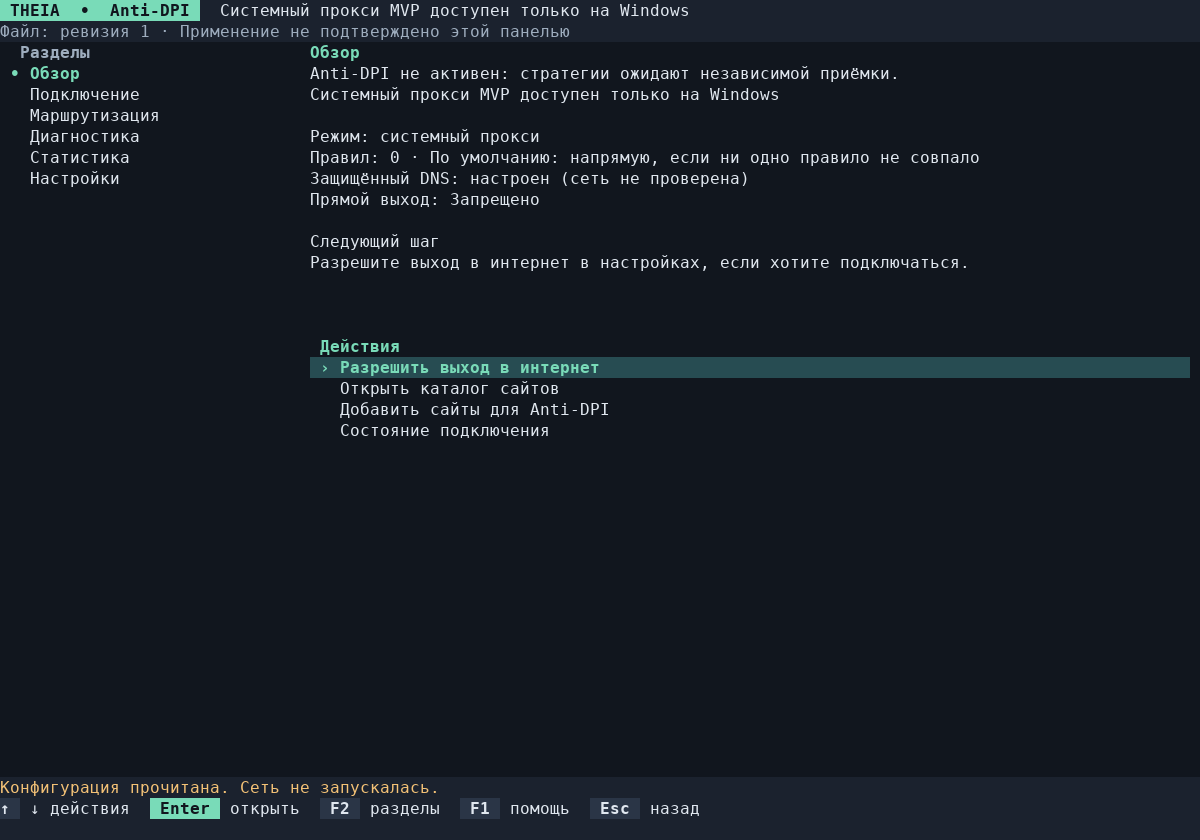 THEIA • Anti-DPI Системный прокси MVP доступен только на Windows
Файл: ревизия 1 · Применение не подтверждено этой панелью
Разделы
• Обзор
Подключение
Маршрутизация
Диагностика
Статистика
Настройки
Обзор
Anti-DPI не активен: стратегии ожидают независимой приёмки.
Системный прокси MVP доступен только на Windows
Режим: системный прокси
Правил: 0 · По умолчанию: напрямую, если ни одно правило не совпало
Защищённый DNS: настроен (сеть не проверена)
Прямой выход: Запрещено
Следующий шаг
Разрешите выход в интернет в настройках, если хотите подключаться.
Действия
› Разрешить выход в интернет
Открыть каталог сайтов
Добавить сайты для Anti-DPI
Состояние подключения
Конфигурация прочитана. Сеть не запускалась.
↑ ↓ действия Enter открыть F2 разделы F1 помощь Esc назад